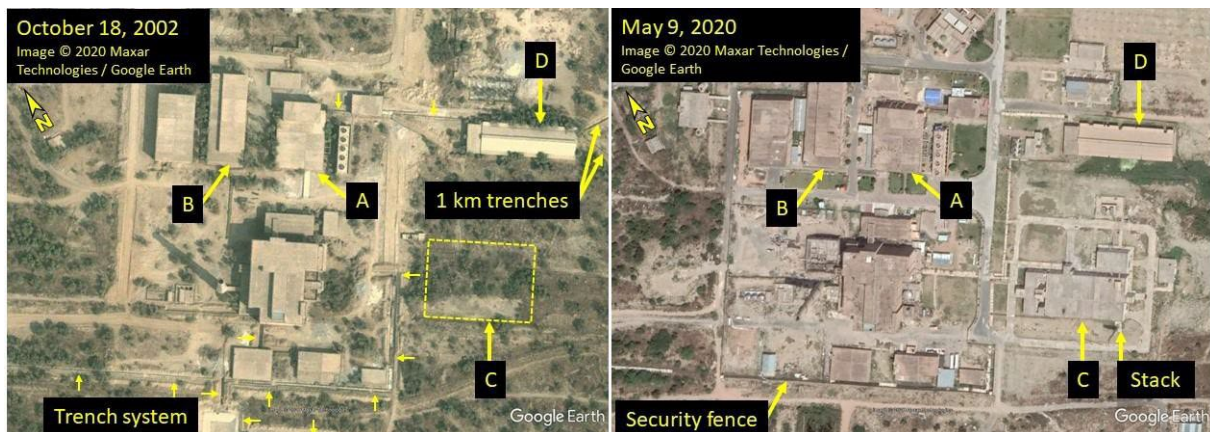 October 18, 2002
Image © 2020 Maxar
Technologies / Google Earth
N
D
B
A
1 km trenches
C
Trench system
Google Earth
May 9, 2020
Image © 2020 Maxar Technologies /
Google Earth
N
D
B
A
C
Stack
Security fence
Google Earth